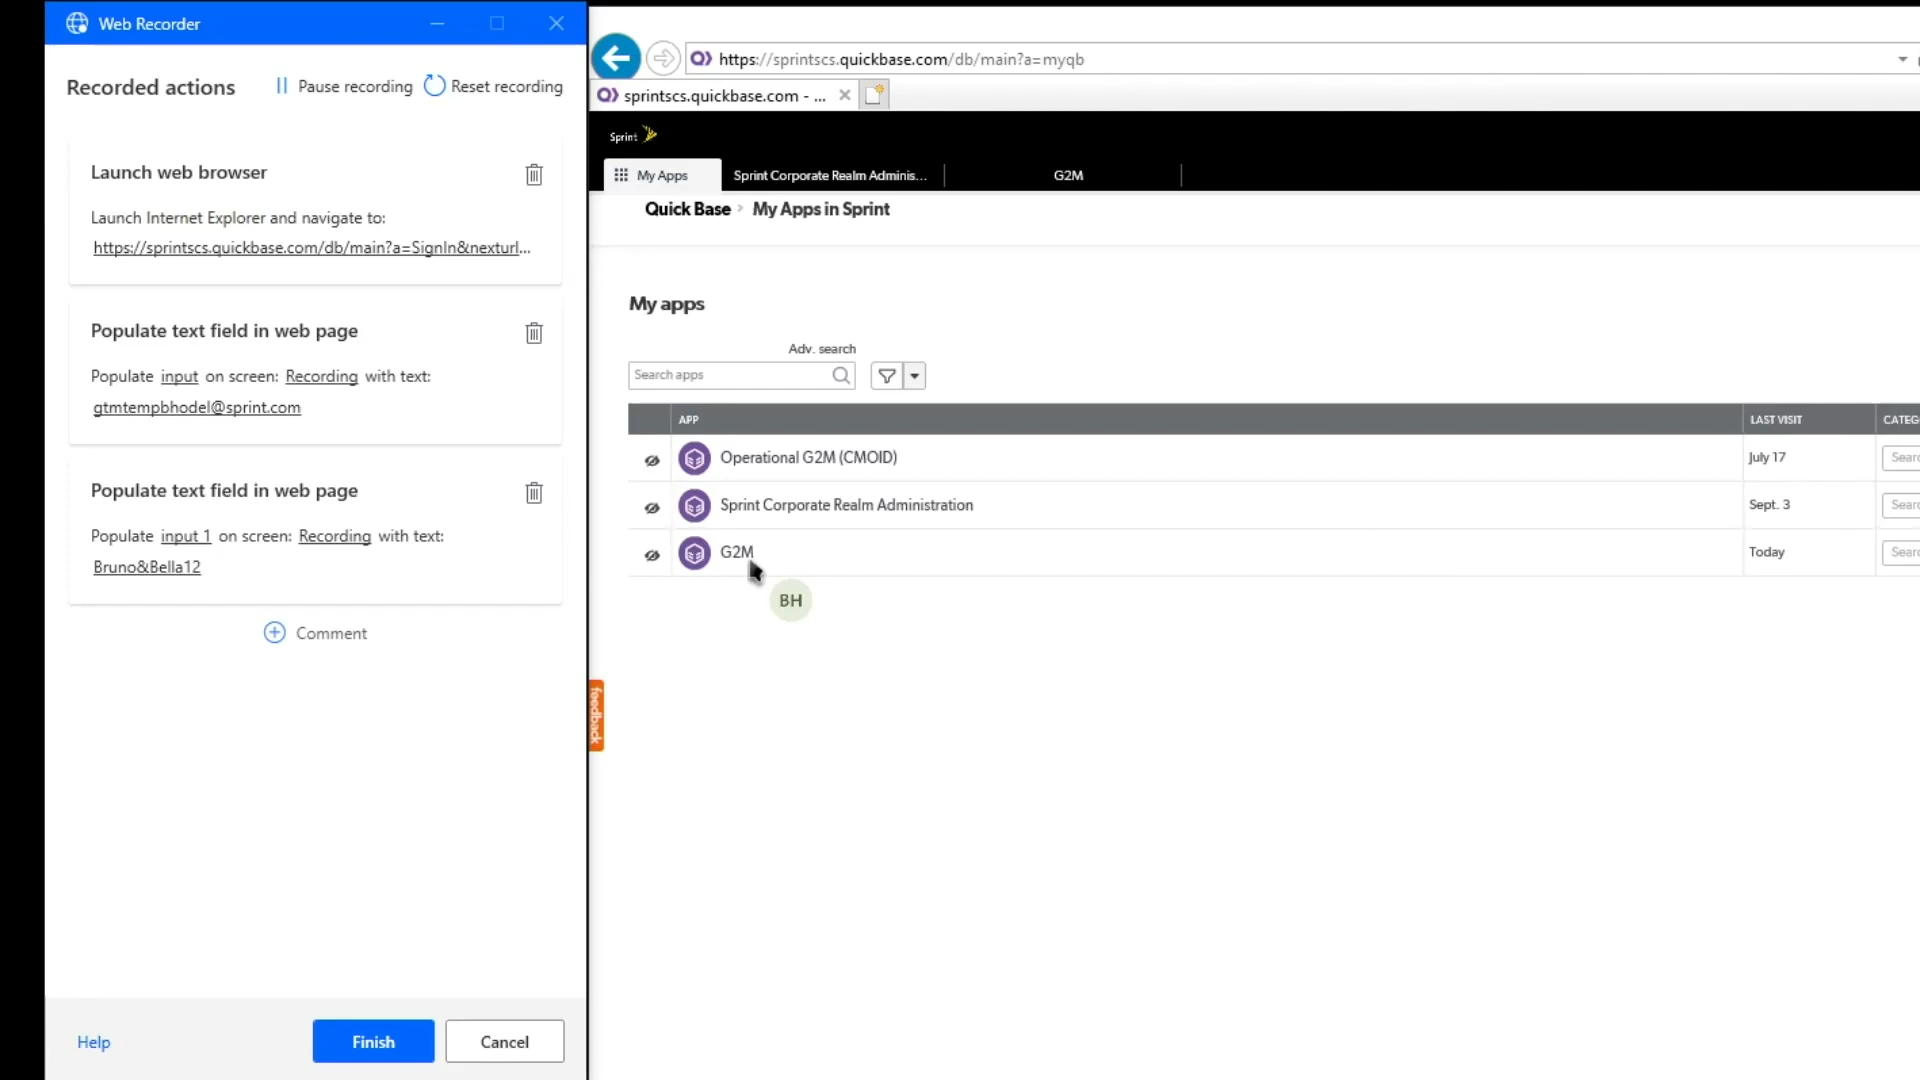 Web Recorder
Recorded actions
Pause recording
Reset recording
Launch web browser
Launch Internet Explorer and navigate to:
https://sprintscs.quickbase.com/db/main?a=SignIn&nexturl...
Populate text field in web page
Populate input on screen: Recording with text:
gtmtempbhodel@sprint.com
Populate text field in web page
Populate input 1 on screen: Recording with text:
Bruno&Bella12
Comment
Help
Finish
Cancel
https://sprintscs.quickbase.com/db/main?a=myqb
sprintscs.quickbase.com - ...
Sprint
My Apps
Sprint Corporate Realm Adminis...
G2M
Quick Base > My Apps in Sprint
My apps
Adv. search
Search apps
APP
LAST VISIT
CATEG
Operational G2M (CMOID)
July 17
Searc
Sprint Corporate Realm Administration
Sept. 3
Searc
G2M
Today
Searc
BH
feedback